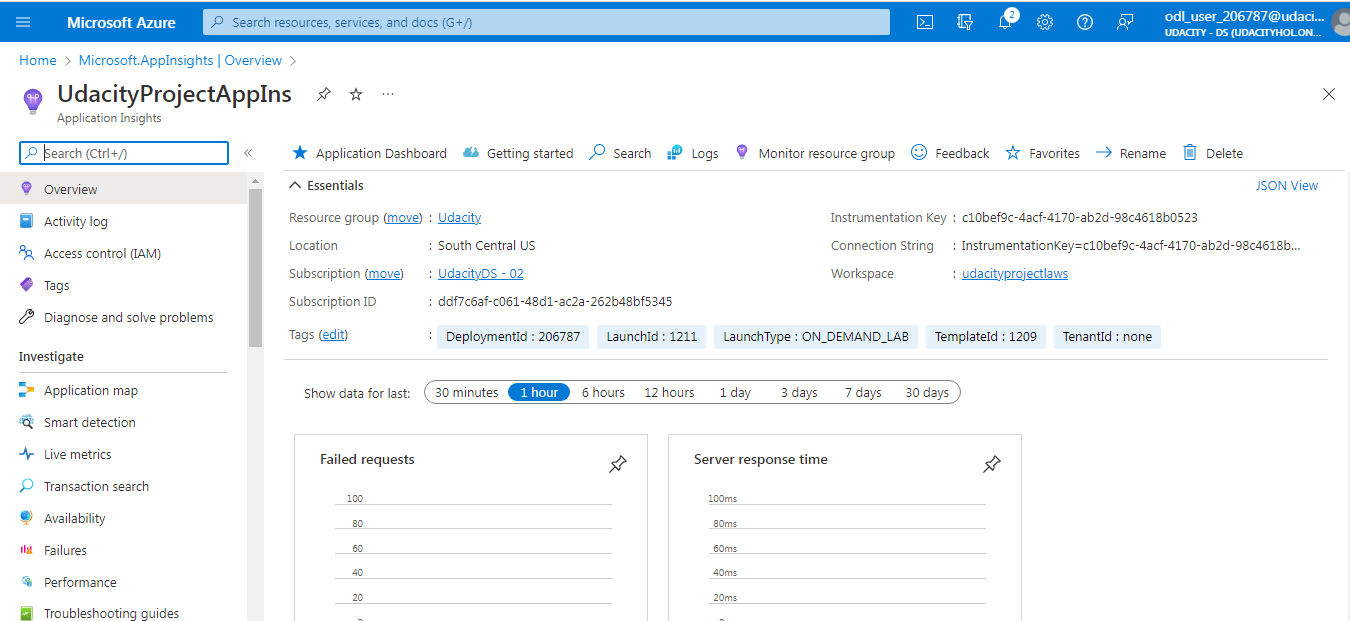 Microsoft Azure
Search resources, services, and docs (G+/)
2
odl_user_206787@udaci...
UDACITY - DS (UDACITYHOL.ON...
Home > Microsoft.AppInsights | Overview >
UdacityProjectAppIns
Application Insights
Search (Ctrl+/)
Overview
Activity log
Access control (IAM)
Tags
Diagnose and solve problems
Investigate
Application map
Smart detection
Live metrics
Transaction search
Availability
Failures
Performance
Troubleshooting guides
Application Dashboard Getting started Search Logs Monitor resource group Feedback Favorites Rename Delete
Essentials
JSON View
Resource group (move) : Udacity
Location : South Central US
Subscription (move) : UdacityDS - 02
Subscription ID : ddf7c6af-c061-48d1-ac2a-262b48bf5345
Instrumentation Key : c10bef9c-4acf-4170-ab2d-98c4618b0523
Connection String : InstrumentationKey=c10bef9c-4acf-4170-ab2d-98c4618b...
Workspace : udacityprojectlaws
Tags (edit) : DeploymentId : 206787 LaunchId : 1211 LaunchType : ON_DEMAND_LAB TemplateId : 1209 TenantId : none
Show data for last: 30 minutes 1 hour 6 hours 12 hours 1 day 3 days 7 days 30 days
Failed requests
100
80
60
40
20
Server response time
100ms
80ms
60ms
40ms
20ms